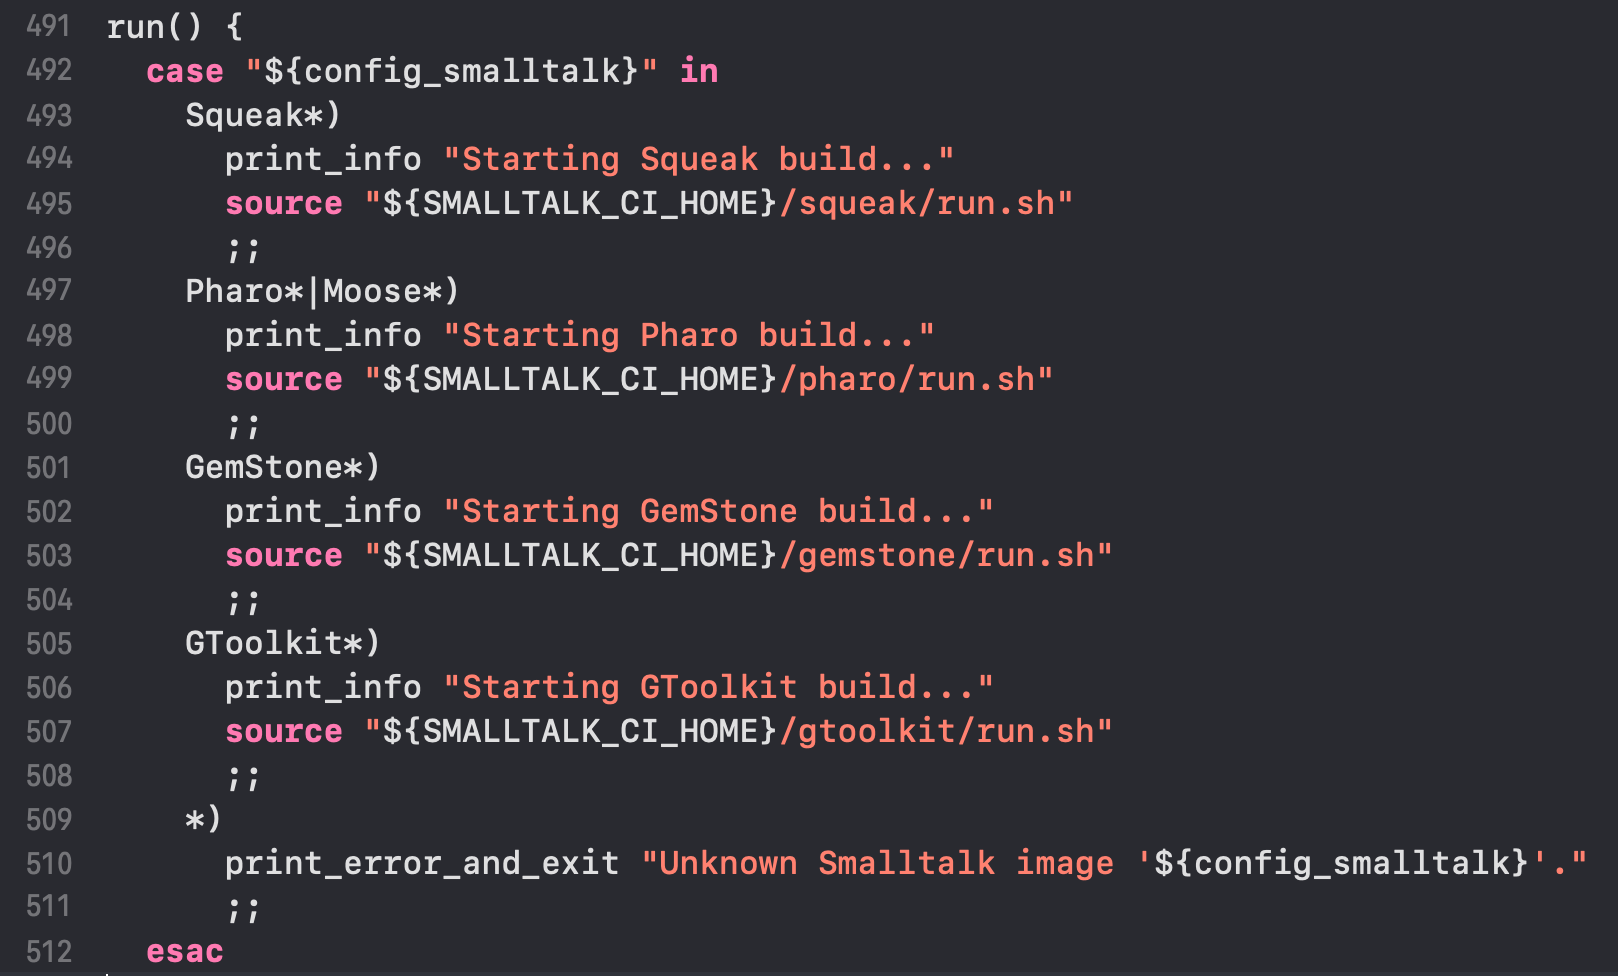 491 run() {
492 case "${config_smalltalk}" in
493 Squeak*)
494 print_info "Starting Squeak build..."
495 source "${SMALLTALK_CI_HOME}/squeak/run.sh"
496 ;;
497 Pharo*|Moose*)
498 print_info "Starting Pharo build..."
499 source "${SMALLTALK_CI_HOME}/pharo/run.sh"
500 ;;
501 GemStone*)
502 print_info "Starting GemStone build..."
503 source "${SMALLTALK_CI_HOME}/gemstone/run.sh"
504 ;;
505 GToolkit*)
506 print_info "Starting GToolkit build..."
507 source "${SMALLTALK_CI_HOME}/gtoolkit/run.sh"
508 ;;
509 *)
510 print_error_and_exit "Unknown Smalltalk image '${config_smalltalk}'."
511 ;;
512 esac